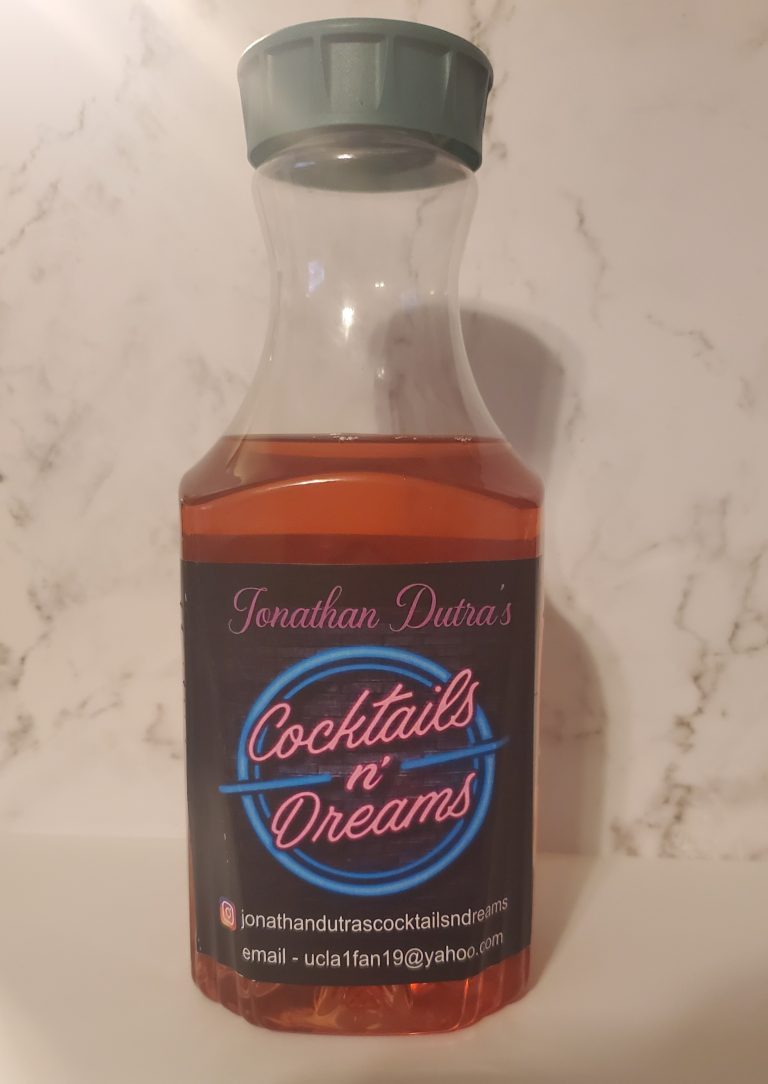 Jonathan Dutra's
Cocktails
n'
Dreams
jonathandutrascocktailsndreams
email - ucla1fan19@yahoo.com